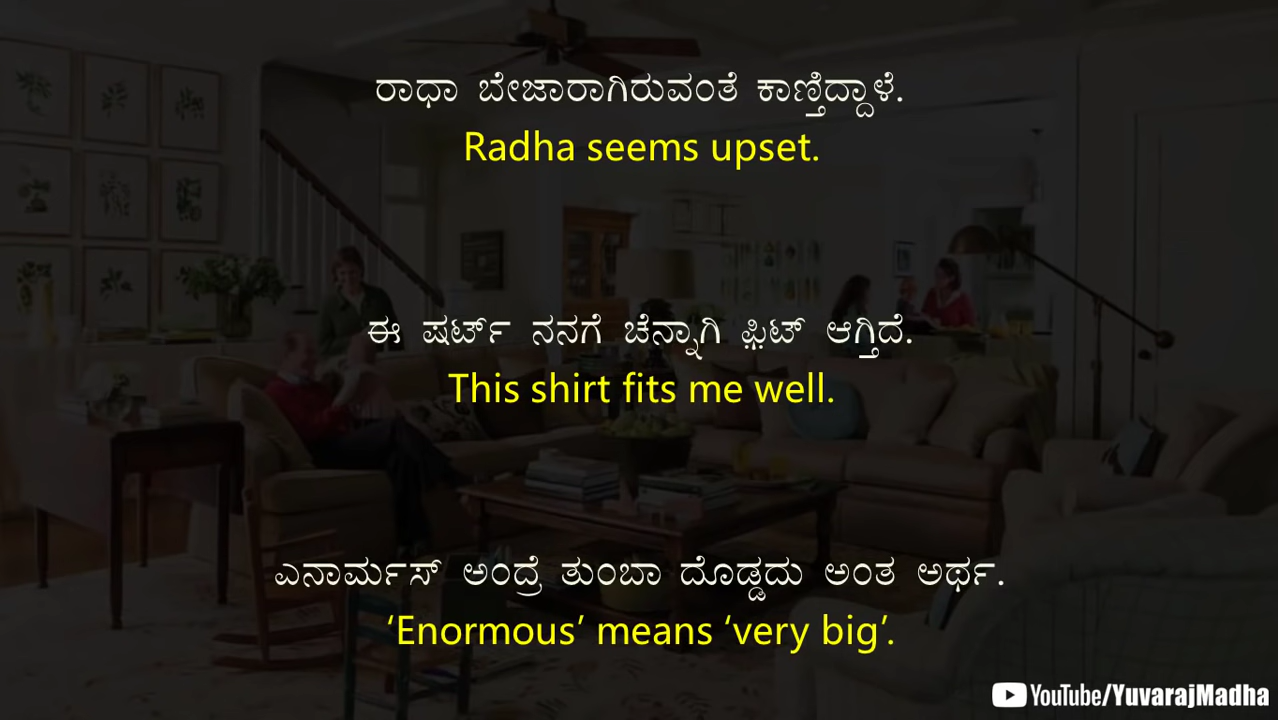 ರಾಧಾ ಬೇಜಾರಾಗಿರುವಂತೆ ಕಾಣ್ತಿದ್ದಾಳೆ.
Radha seems upset.
ಈ ಷರ್ಟ್ ನನಗೆ ಚೆನ್ನಾಗಿ ಫ಼ಿಟ್ ಆಗ್ತಿದೆ.
This shirt fits me well.
ಎನಾರ್ಮಸ್ ಅಂದ್ರೆ ತುಂಬಾ ದೊಡ್ಡದು ಅಂತ ಅರ್ಥ.
‘Enormous’ means ‘very big’.
YouTube/YuvarajMadha